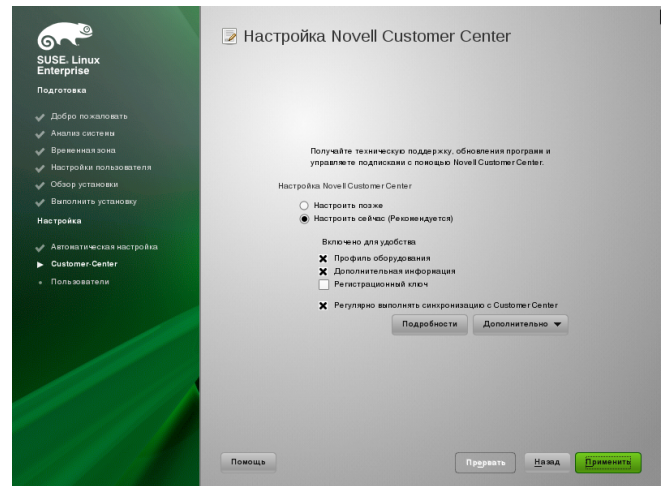 SUSE. Linux
Enterprise
Подготовка
Добро пожаловать
Анализ системы
Временная зона
Настройки пользователя
Обзор установки
Выполнить установку
Настройка
Автоматическая настройка
Customer-Center
Пользователи
Настройка Novell Customer Center
Получайте техническую поддержку, обновления программ и
управляете подписками с помощью Novell Customer Center.
Настройка Novell Customer Center
Настроить позже
Настроить сейчас (Рекомендуется)
Включено для удобства
Профиль оборудования
Дополнительная информация
Регистрационный ключ
Регулярно выполнять синхронизацию с Customer Center
Подробности Дополнительно
Помощь Прервать Назад Применить